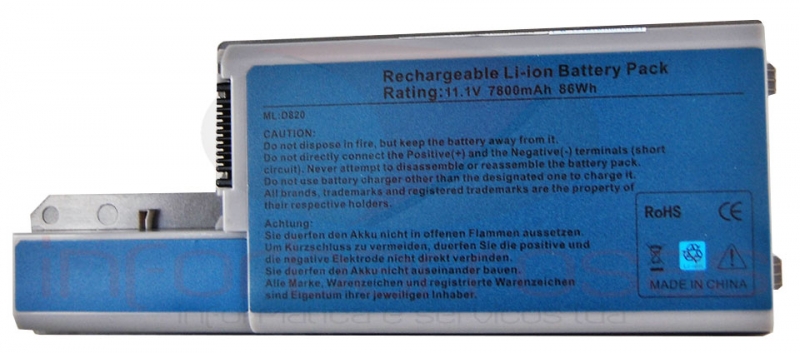 Rechargeable Li-ion Battery Pack
Rating:11.1V 7800mAh 86Wh
ML:D820
CAUTION:
Do not dispose in fire, but keep the battery away from it.
Do not directly connect the Positive(+) and the Negative(-) terminals (short
circuit). Never attempt to disassemble or reassemble the battery pack.
Do not use battery charger other than the designated one to charge it.
All brands, trademarks and registered trademarks are the property of
their respective holders.
Achtung:
Sie duerfen den Akku nicht in offenen Flammen aussetzen.
Um Kurzschluss zu vermeiden, duerfen Sie die positive und
die negative Elektrode nicht direkt verbinden.
Sie duerfen den Akku nicht auseinander bauen.
Alle Marke, Warenzeichen und registrierte Warenzeichen
sind Eigentum ihrer jeweiligen Inhaber.
RoHS CE
MADE IN CHINA